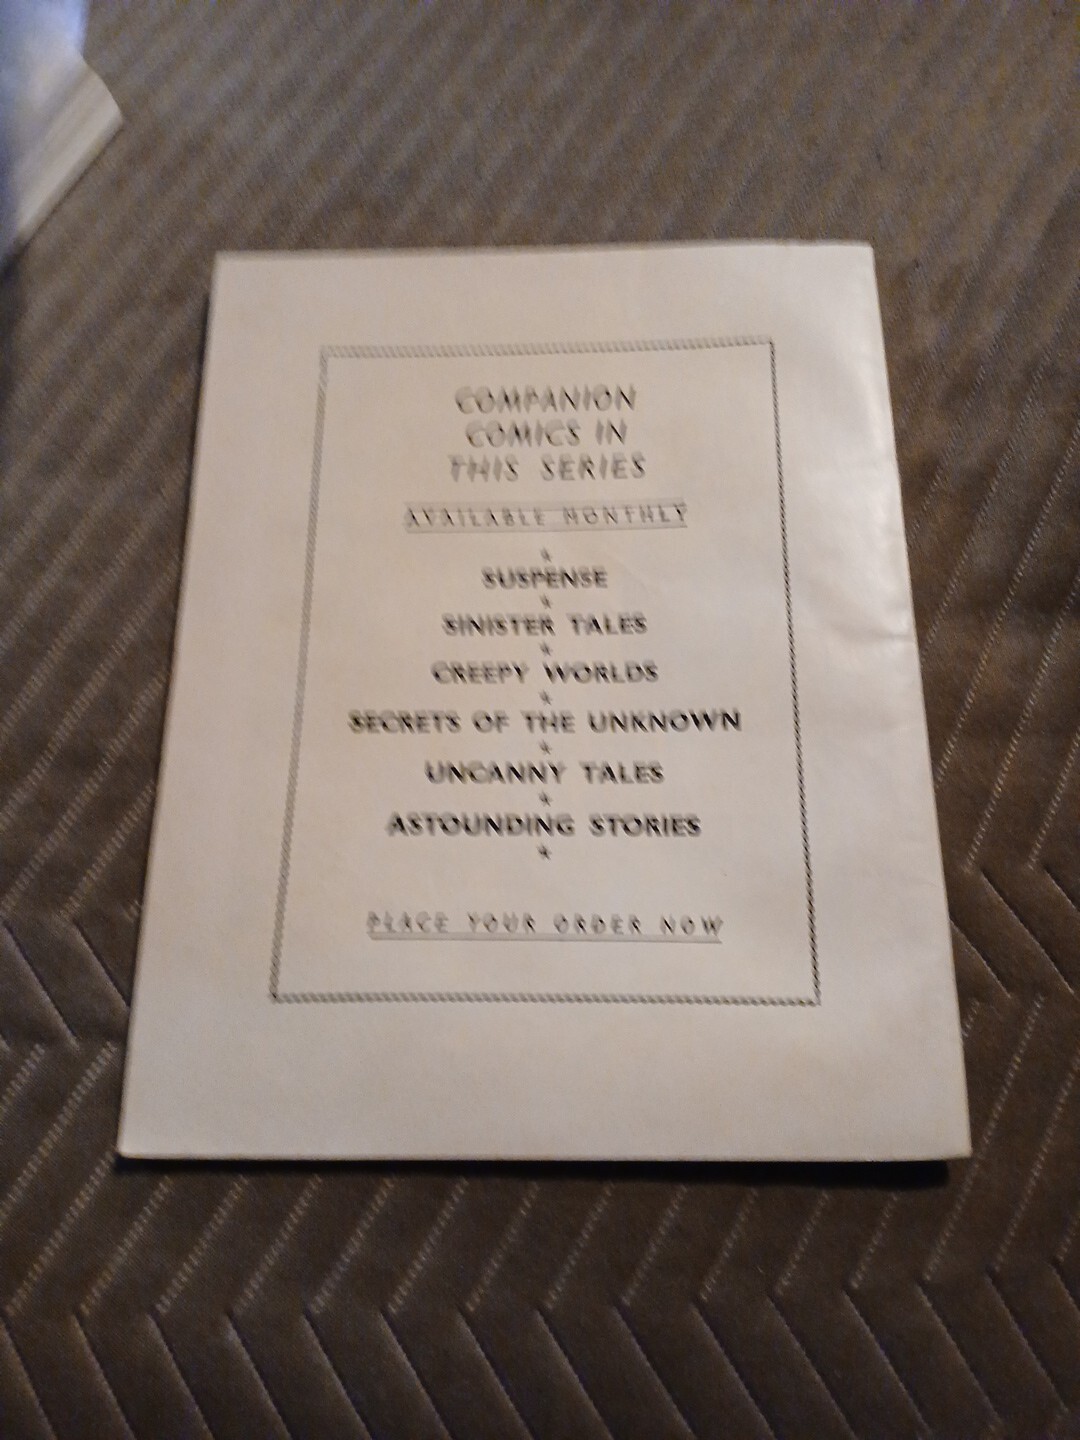 COMPANION
COMICS IN
THIS SERIES
AVAILABLE MONTHLY
★
SUSPENSE
★
SINISTER TALES
★
CREEPY WORLDS
★
SECRETS OF THE UNKNOWN
★
UNCANNY TALES
★
ASTOUNDING STORIES
★
PLACE YOUR ORDER NOW